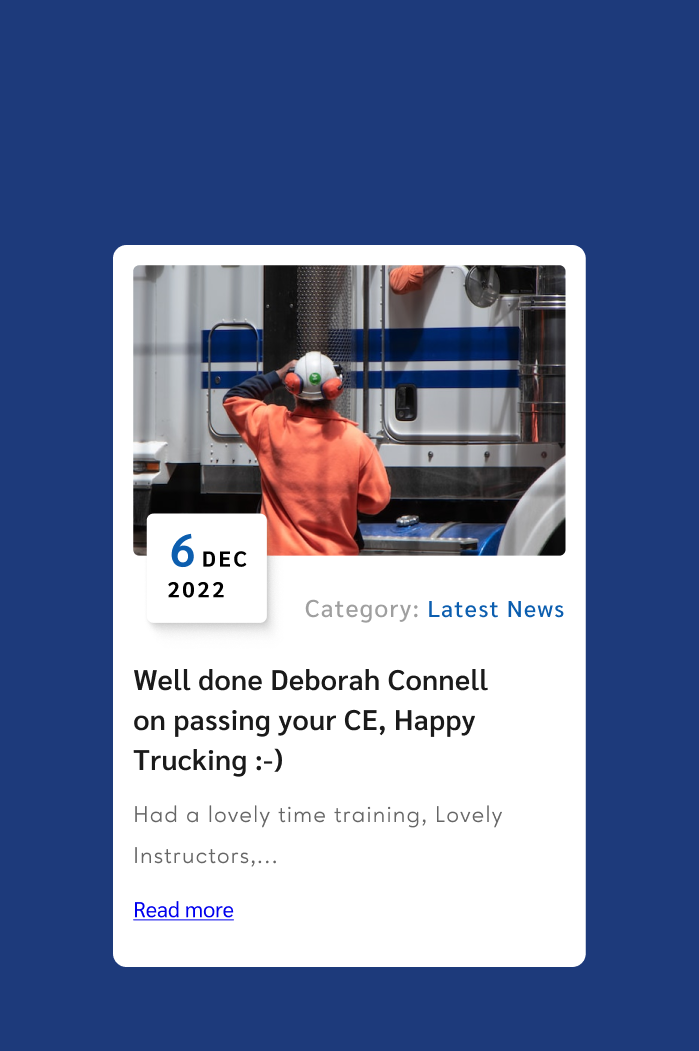 6 DEC
2022
Category: Latest News
Well done Deborah Connell
on passing your CE, Happy
Trucking :-)
Had a lovely time training, Lovely
Instructors,...
Read more